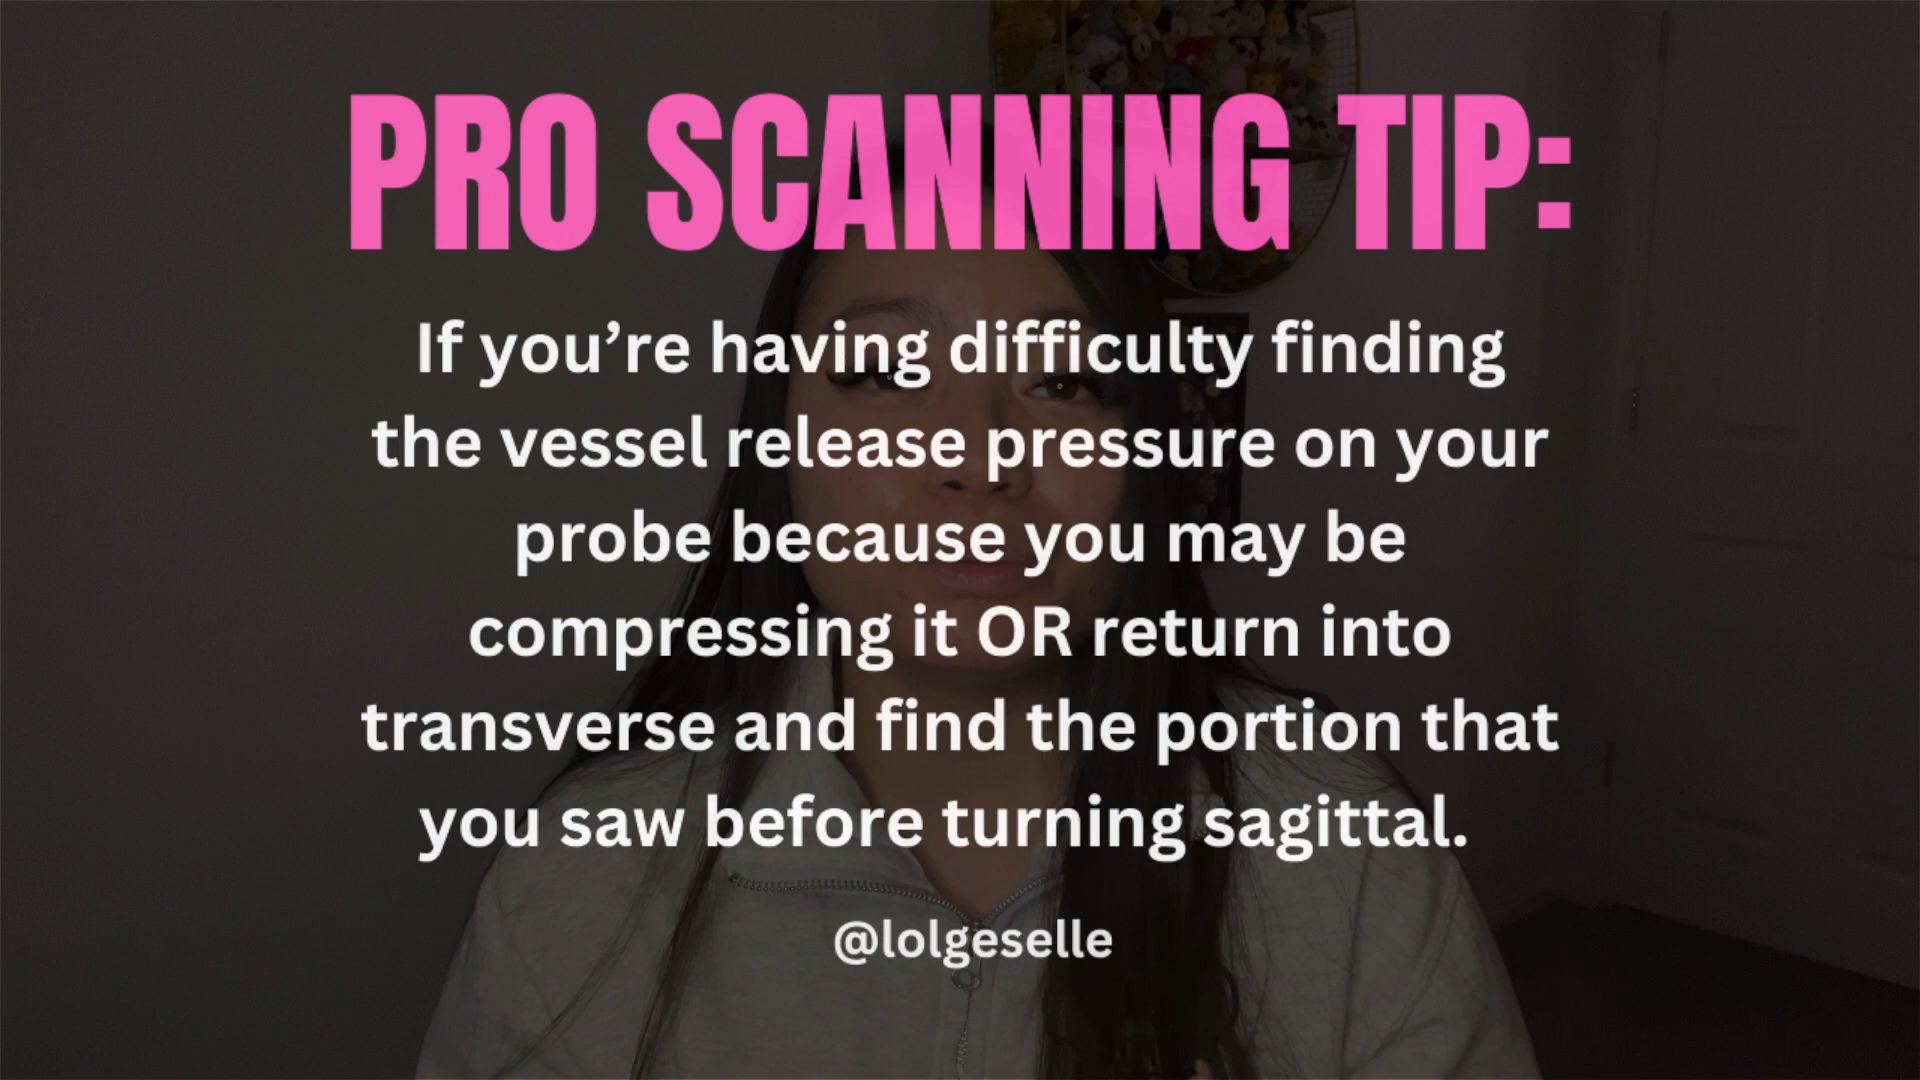 PRO SCANNING TIP:
If you’re having difficulty finding
the vessel release pressure on your
probe because you may be
compressing it OR return into
transverse and find the portion that
you saw before turning sagittal.
@lolgeselle